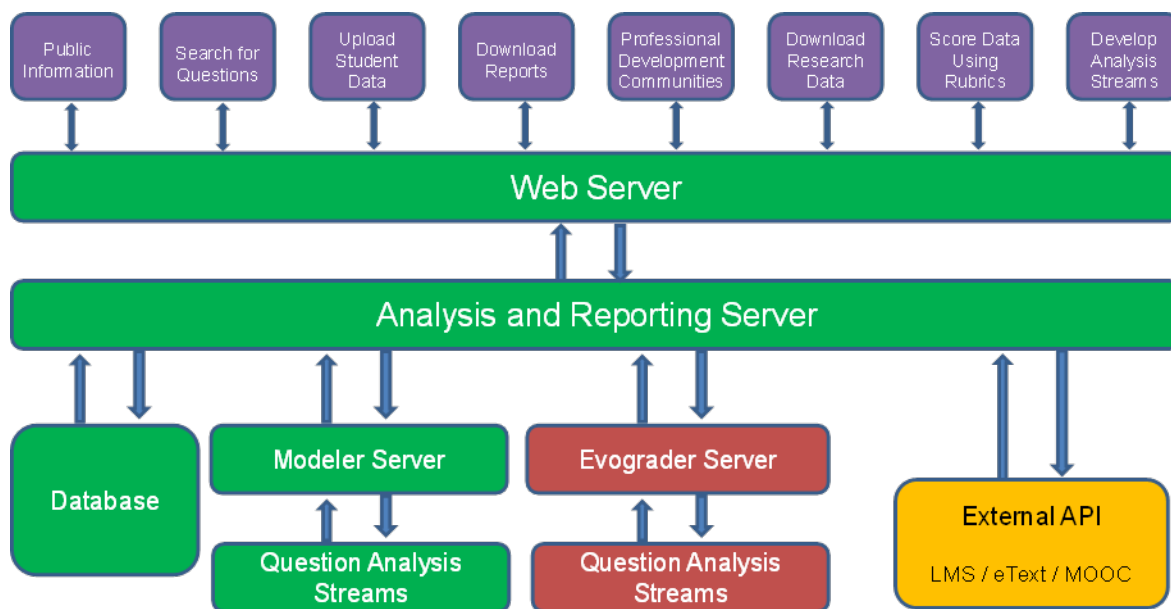 Public
Information
Search for
Questions
Upload
Student
Data
Download
Reports
Professional
Development
Communities
Download
Research
Data
Score Data
Using
Rubrics
Develop
Analysis
Streams
Web Server
Analysis and Reporting Server
Database
Modeler Server
Evograder Server
External API
LMS / eText / MOOC
Question Analysis
Streams
Question Analysis
Streams